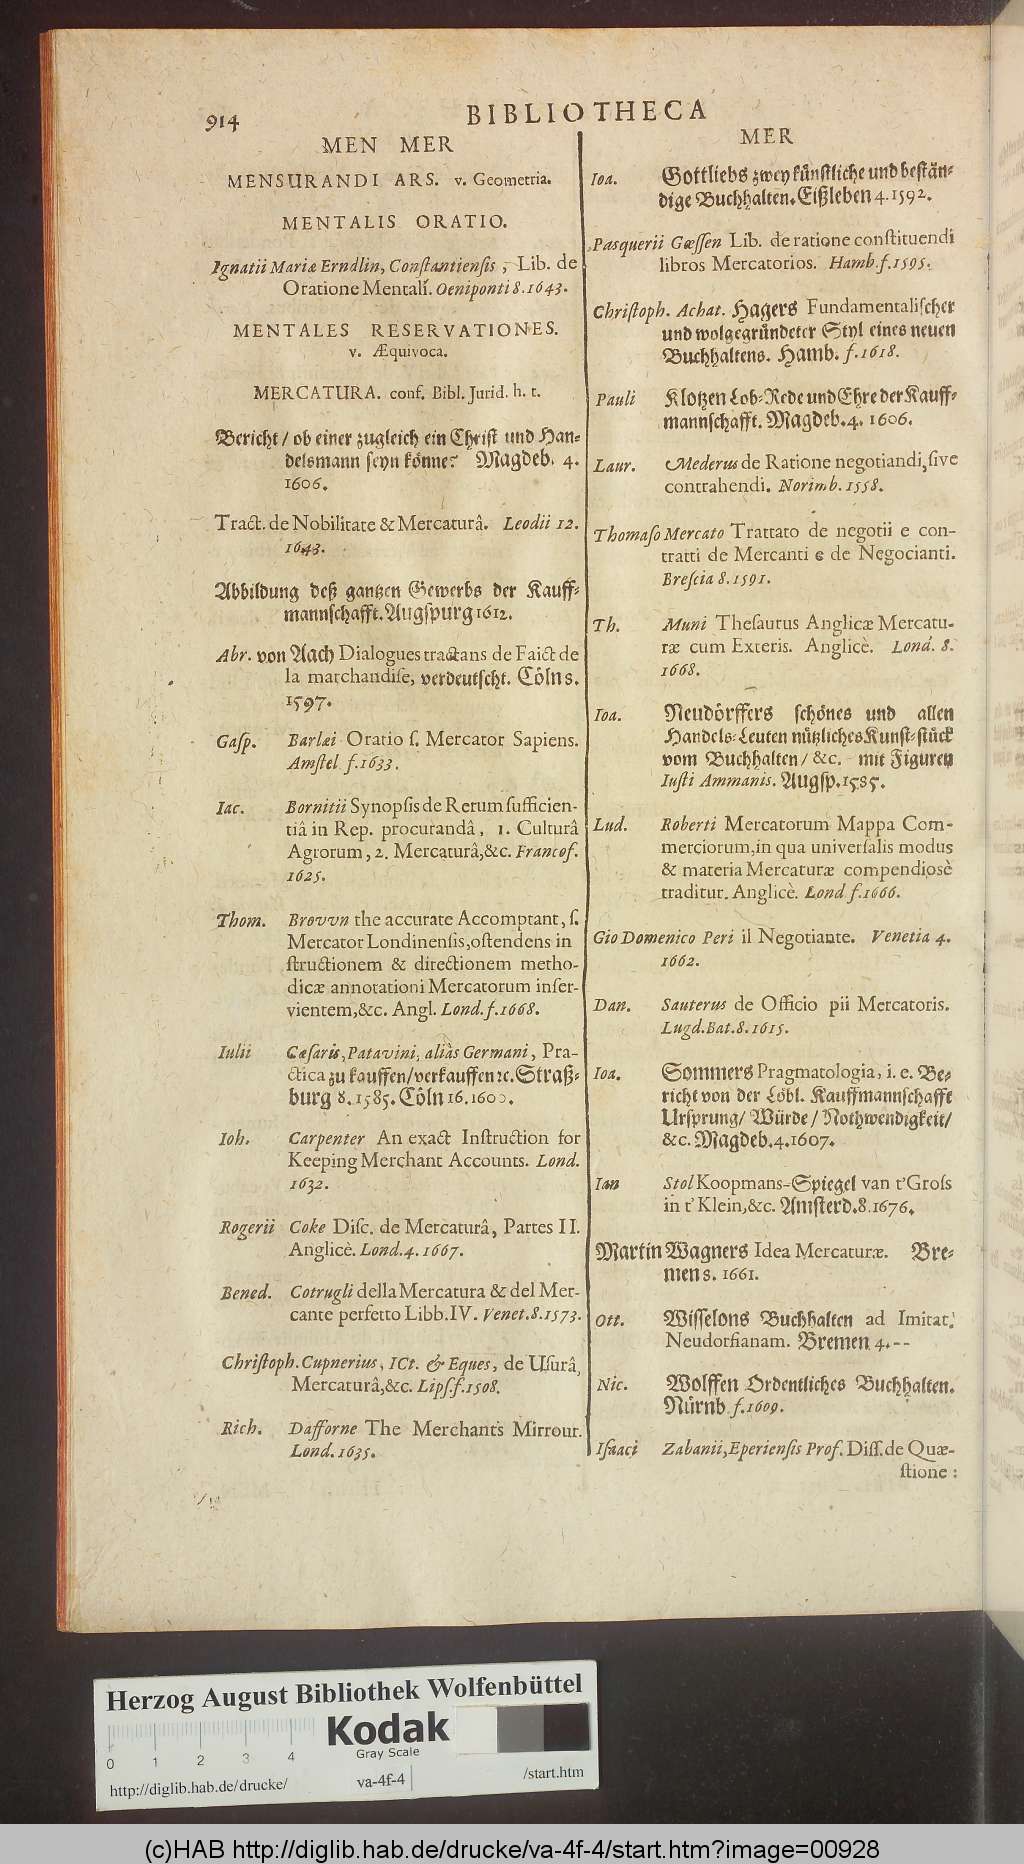 914
BIBLIOTHECA
MEN MER
MENSURANDI ARS. v. Geometria.
MENTALIS ORATIO.
Ignatii Mariæ Erndlin, Conſtantienſis, Lib. de
Oratione Mentali. Oeniponti 8. 1643.
MENTALES RESERVATIONES.
v. Æquivoca.
MERCATURA. conf. Bibl. Jurid. h. t.
Bericht / ob einer zugleich ein Chriſt und Han-
delsmann ſeyn könne? Magdeb. 4.
1606.
Tract. de Nobilitate & Mercaturâ. Leodii 12.
1643.
Abbildung deß gantzen Gewerbs der Kauff-
mannſchafft. Augſpurg 1612.
Abr. von Aach Dialogues tractans de Faict de
la marchandiſe, verdeutſcht. Cöln 8.
1597.
Gaſp. Barlæi Oratio ſ. Mercator Sapiens.
Amſtel f. 1633.
Iac. Bornitii Synopſis de Rerum ſufficien-
tiâ in Rep. procurandâ, 1. Culturâ
Agrorum, 2. Mercaturâ, &c. Francof.
1625.
Thom. Brovvn the accurate Accomptant, ſ.
Mercator Londinenſis, oſtendens in
ſtructionem & directionem metho-
dicæ annotationi Mercatorum inſer-
vientem, &c. Angl. Lond. f. 1668.
Iulii Cæſaris, Patavini, aliàs Germani, Pra-
ctica zu kauffen/verkauffen ꝛc. Straß-
burg 8. 1585. Cöln 16. 1600.
Ioh. Carpenter An exact Inſtruction for
Keeping Merchant Accounts. Lond.
1632.
Rogerii Coke Diſc. de Mercaturâ, Partes II.
Anglicè. Lond. 4. 1667.
Bened. Cotrugli della Mercatura & del Mer-
cante perfetto Libb. IV. Venet. 8. 1573.
Chriſtoph. Cupnerius, ICt. & Eques, de Uſurâ,
Mercaturâ, &c. Lipſ. f. 1508.
Rich. Dafforne The Merchants Mirrour.
Lond. 1635.
MER
Ioa. Gottliebs zwey künſtliche und beſtän-
dige Buchhalten. Eißleben 4. 1592.
Pasquerii Gœſſen Lib. de ratione conſtituendi
libros Mercatorios. Hamb. f. 1595.
Chriſtoph. Achat. Hagers Fundamentaliſcher
und wolgegründeter Styl eines neuen
Buchhaltens. Hamb. f. 1618.
Pauli Klotzen Lob-Rede und Ehre der Kauff-
mannſchafft. Magdeb. 4. 1606.
Laur. Mederus de Ratione negotiandi, ſive
contrahendi. Norimb. 1558.
Thomaſo Mercato Trattato de negotii e con-
tratti de Mercanti e de Negocianti.
Breſcia 8. 1591.
Th. Muni Theſaurus Anglicæ Mercatu-
ræ cum Exteris. Anglicè. Lond. 8.
1668.
Ioa. Neudörffers ſchönes und allen
Handels-Leuten nützliches Kunſt-ſtück
vom Buchhalten / &c. mit Figuren
Iuſti Ammanis. Augſp. 1585.
Lud. Roberti Mercatorum Mappa Com-
merciorum, in qua univerſalis modus
& materia Mercaturæ compendiosè
traditur. Anglicè. Lond f. 1666.
Gio Domenico Peri il Negotiante. Venetia 4.
1662.
Dan. Sauterus de Officio pii Mercatoris.
Lugd. Bat. 8. 1615.
Ioa. Sommers Pragmatologia, i. e. Be-
richt von der Löbl. Kauffmannſchafft
Urſprung/ Würde / Nothwendigkeit/
&c. Magdeb. 4. 1607.
Ian Stol Koopmans-Spiegel van t'Groſs
in t' Klein, &c. Amſterd. 8. 1676.
Martin Wagners Idea Mercaturæ. Bre-
men 8. 1661.
Ott. Wiſſelons Buchhalten ad Imitat.
Neudorfianam. Bremen 4. --
Nic. Wolffen Ordentliches Buchhalten.
Nürnb f. 1609.
Iſaaci Zabanii, Eperienſis Prof. Diſſ. de Quæ-
ſtione:
Herzog August Bibliothek Wolfenbüttel
Kodak
Gray Scale
0 1 2 3 4
http://diglib.hab.de/drucke/ va-4f-4 /start.htm
(c)HAB http://diglib.hab.de/drucke/va-4f-4/start.htm?image=00928